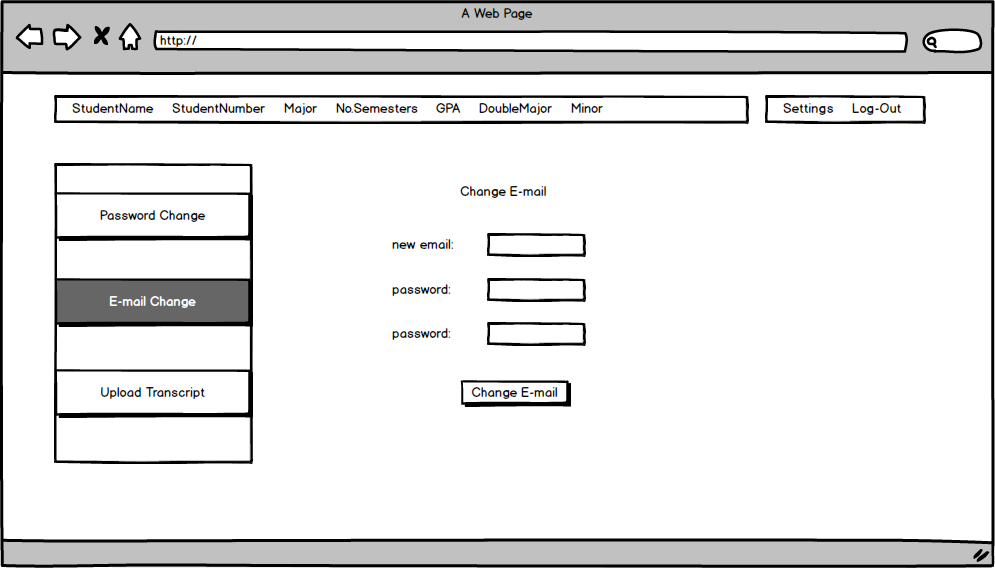 A Web Page
http://
StudentName StudentNumber Major No.Semesters GPA DoubleMajor Minor Settings Log-Out
Change E-mail
Password Change
new email:
password:
E-mail Change
password:
Upload Transcript
Change E-mail